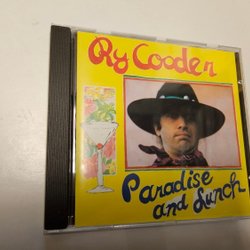 Ry Cooder
Paradise
and Lunch